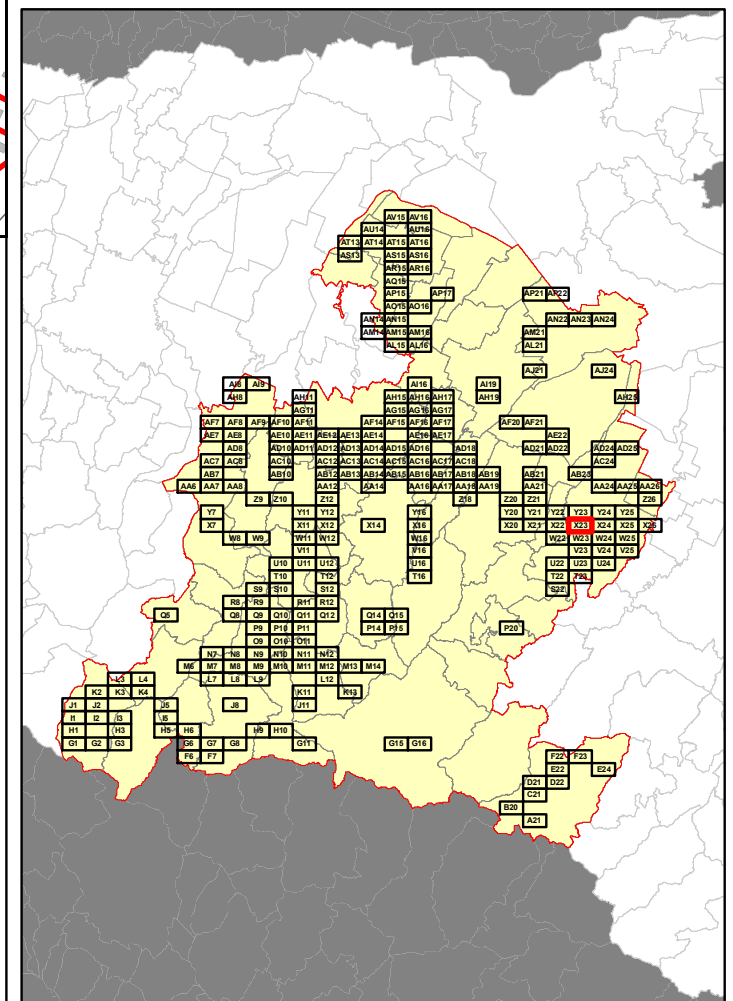 AV15 AV16
AU14 AU16
AT13 AT14 AT15 AT16
AS13 AS15 AS16
AR15 AR16
AQ15
AP15 AP17 AP21 AP22
AO15 AO16
AN14 AN15 AN22 AN23 AN24
AM14 AM15 AM16 AM21
AL15 AL16 AL21
AJ21 AJ24
AI8 AI9 AI16 AI19
AH8 AH11 AH15 AH16 AH17 AH19 AH25
AG11 AG15 AG16 AG17
AF7 AF8 AF9 AF10 AF11 AF14 AF15 AF16 AF17 AF20 AF21
AE7 AE8 AE10 AE11 AE12 AE13 AE14 AE16 AE17 AE22
AD8 AD10 AD11 AD12 AD13 AD14 AD15 AD16 AD18 AD21 AD22 AD24 AD25
AC7 AC8 AC10 AC12 AC13 AC14 AC15 AC16 AC17 AC18 AC24
AB7 AB10 AB12 AB13 AB14 AB15 AB16 AB17 AB18 AB19 AB21 AB23
AA6 AA7 AA8 AA12 AA14 AA16 AA17 AA18 AA19 AA21 AA24 AA25 AA26
Z9 Z10 Z12 Z18 Z20 Z21 Z26
Y7 Y11 Y12 Y16 Y20 Y21 Y22 Y23 Y24 Y25
X7 X11 X12 X14 X16 X20 X21 X22 X23 X24 X25 X26
W8 W9 W11 W12 W16 W22 W23 W24 W25
V11 V16 V23 V24 V25
U10 U11 U12 U16 U22 U23 U24
T10 T12 T16 T22 T23
S9 S10 S12 S22
R8 R9 R11 R12
Q5 Q8 Q9 Q10 Q11 Q12 Q14 Q15
P9 P10 P11 P14 P15 P20
O9 O10 O11
N7 N8 N9 N10 N11 N12
M6 M7 M8 M9 M10 M11 M12 M13 M14
L3 L4 L7 L8 L9 L12
K2 K3 K4 K11 K13
J1 J2 J5 J8 J11
I1 I2 I3 I5
H1 H3 H5 H6 H9 H10
G1 G2 G3 G6 G7 G8 G11 G15 G16
F6 F7 F22 F23
E22 E24
D21 D22
C21
B20
A21